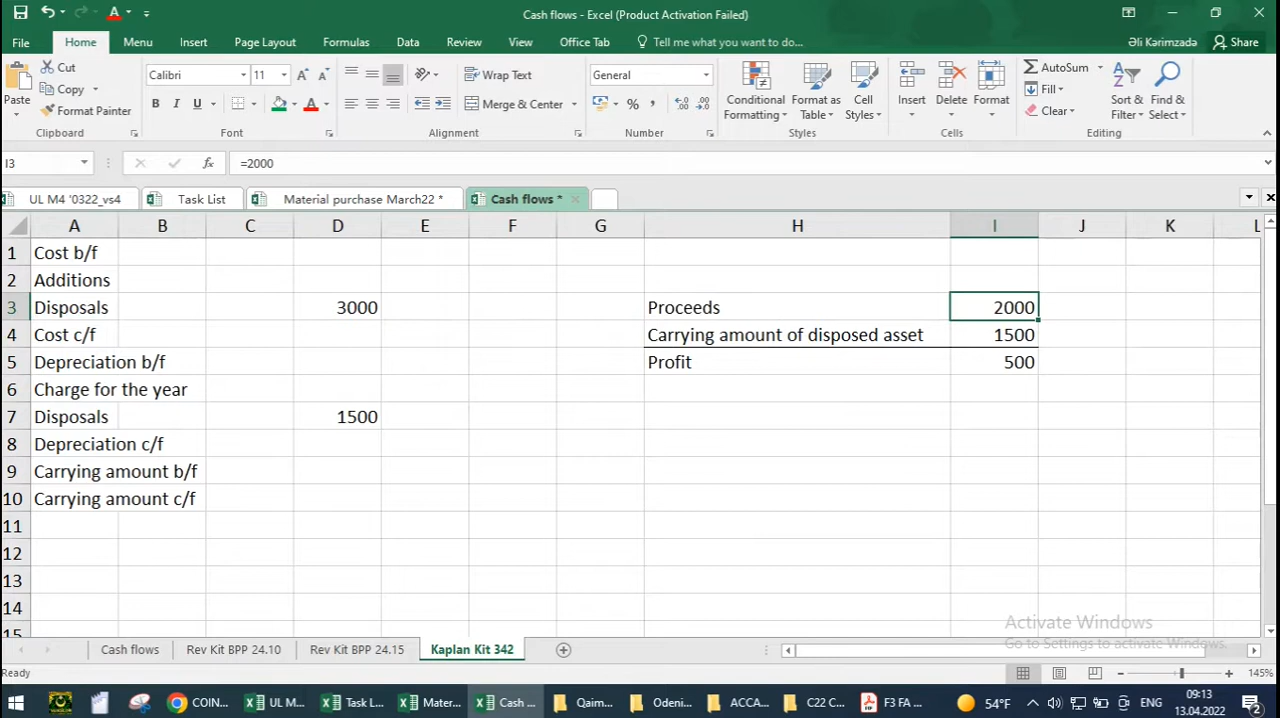 Cash flows - Excel (Product Activation Failed)
File Home Menu Insert Page Layout Formulas Data Review View Office Tab Tell me what you want to do... Əli Kərimzadə Share
Paste
Cut
Copy
Format Painter
Clipboard
Calibri 11
B I U
Font
Wrap Text
Merge & Center
Alignment
General
Number
Conditional Formatting
Format as Table
Cell Styles
Styles
Insert Delete Format
Cells
AutoSum
Fill
Clear
Sort & Filter
Find & Select
Editing
I3 fx =2000
UL M4 '0322_vs4 Task List Material purchase March22 * Cash flows *
A B C D E F G H I J K L
1 Cost b/f
2 Additions
3 Disposals 3000 Proceeds 2000
4 Cost c/f Carrying amount of disposed asset 1500
5 Depreciation b/f Profit 500
6 Charge for the year
7 Disposals 1500
8 Depreciation c/f
9 Carrying amount b/f
10 Carrying amount c/f
11
12
13
14
15
Activate Windows
Go to Settings to activate Windows.
Cash flows Rev Kit BPP 24.10 Rev Kit BPP 24.15 Kaplan Kit 342
Ready 145%
COIN... UL M... Task L... Mater... Cash ... Qaim... Odeni... ACCA... C22 C... F3 FA ... 54°F ENG 09:13
13.04.2022
2